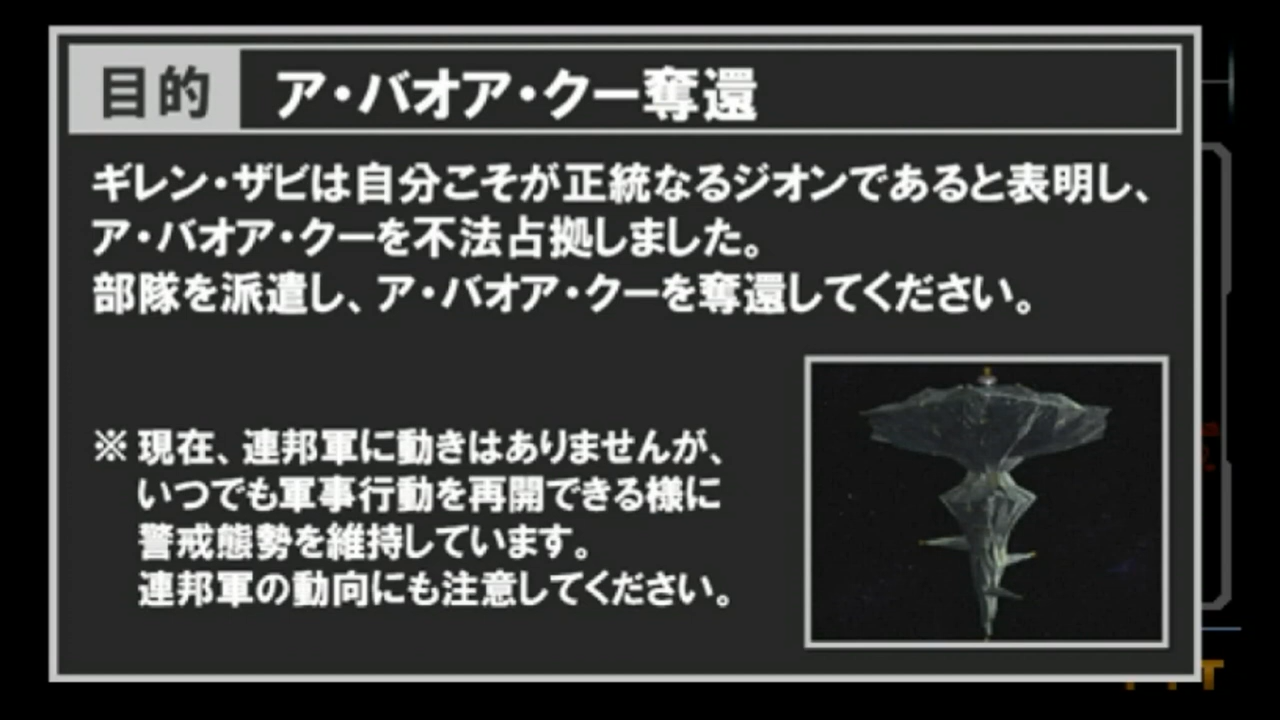 目的 ア・バオア・クー奪還
ギレン・ザビは自分こそが正統なるジオンであると表明し、
ア・バオア・クーを不法占拠しました。
部隊を派遣し、ア・バオア・クーを奪還してください。
※ 現在、連邦軍に動きはありませんが、
いつでも軍事行動を再開できる様に
警戒態勢を維持しています。
連邦軍の動向にも注意してください。